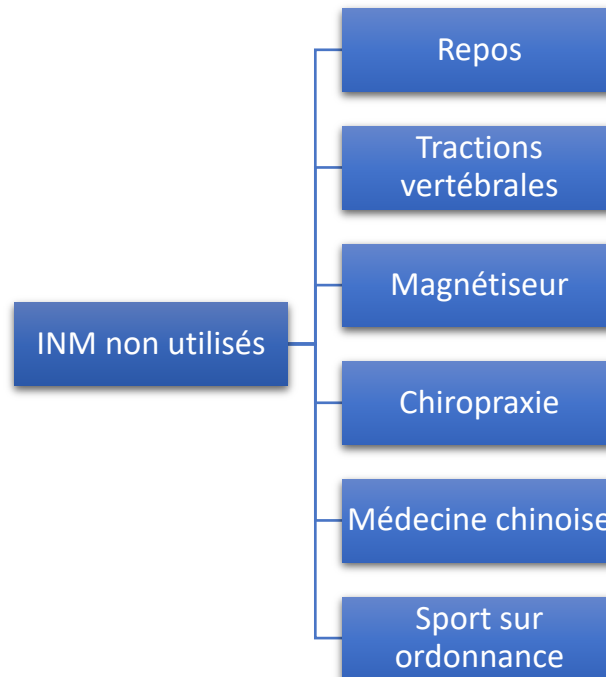 Repos
Tractions
vertébrales
Magnétiseur
INM non utilisés
Chiropraxie
Médecine chinoise
Sport sur
ordonnance